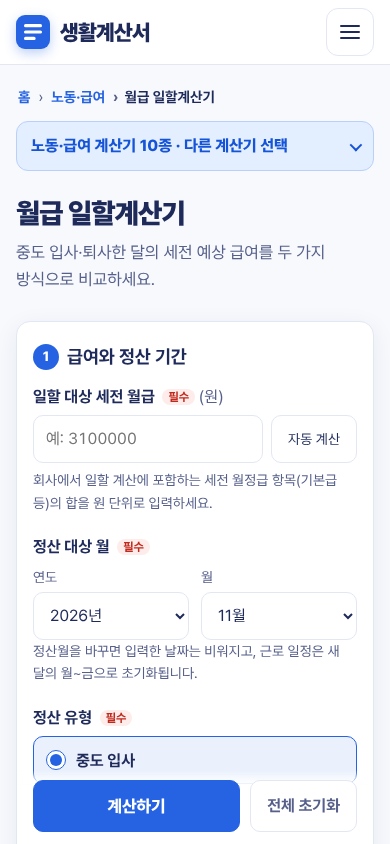 생활계산서
홈 › 노동·급여 › 월급 일할계산기
노동·급여 계산기 10종 · 다른 계산기 선택
월급 일할계산기
중도 입사·퇴사한 달의 세전 예상 급여를 두 가지
방식으로 비교하세요.
1 급여와 정산 기간
일할 대상 세전 월급 필수 (원)
예: 3100000 자동 계산
회사에서 일할 계산에 포함하는 세전 월정급 항목(기본급
등)의 합을 원 단위로 입력하세요.
정산 대상 월 필수
연도 월
2026년 11월
정산월을 바꾸면 입력한 날짜는 비워지고, 근로 일정은 새
달의 월~금으로 초기화됩니다.
정산 유형 필수
중도 입사
계산하기 전체 초기화